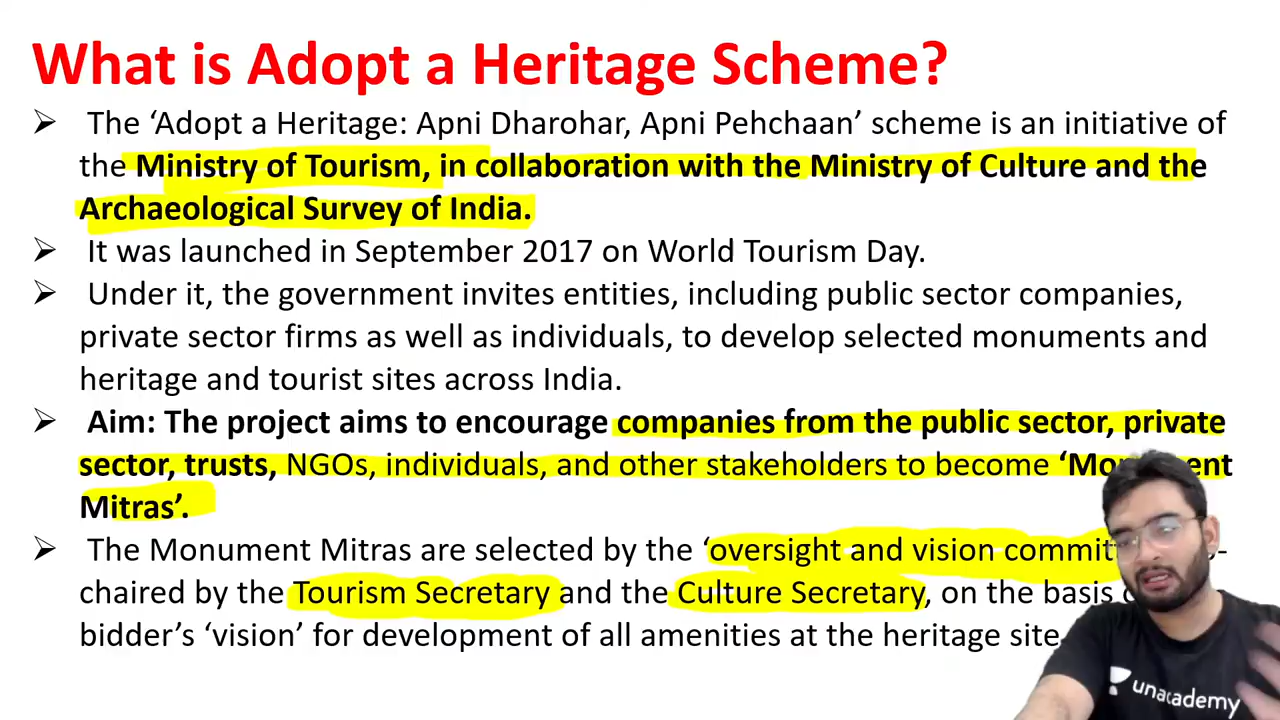 What is Adopt a Heritage Scheme?
➤ The ‘Adopt a Heritage: Apni Dharohar, Apni Pehchaan’ scheme is an initiative of
the Ministry of Tourism, in collaboration with the Ministry of Culture and the
Archaeological Survey of India.
➤ It was launched in September 2017 on World Tourism Day.
➤ Under it, the government invites entities, including public sector companies,
private sector firms as well as individuals, to develop selected monuments and
heritage and tourist sites across India.
➤ Aim: The project aims to encourage companies from the public sector, private
sector, trusts, NGOs, individuals, and other stakeholders to become
Mitras’.
➤ The Monument Mitras are selected by the ‘oversight and vision
chaired by the Tourism Secretary and the Culture Secretary, on the basis
bidder’s ‘vision’ for development of all amenities at the heritage site.
unacademy